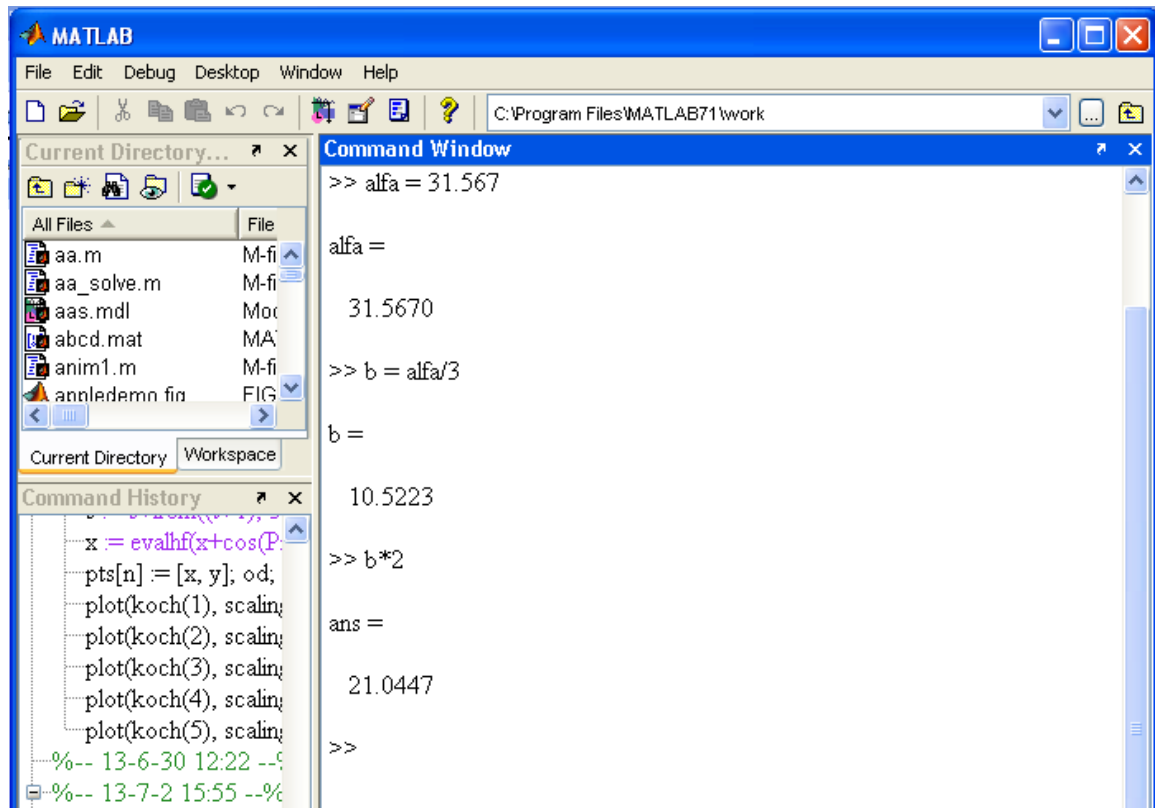 MATLAB
File Edit Debug Desktop Window Help
C:\Program Files\MATLAB71\work
Current Directory...
All Files File
aa.m M-fi
aa_solve.m M-fi
aas.mdl Mod
abcd.mat MAT
anim1.m M-fi
appledemo.fig FIG
Current Directory Workspace
Command History
x := evalhf(x+cos(P
pts[n] := [x, y]; od;
plot(koch(1), scaling
plot(koch(2), scaling
plot(koch(3), scaling
plot(koch(4), scaling
plot(koch(5), scaling
%-- 13-6-30 12:22 --%
%-- 13-7-2 15:55 --%
Command Window
>> alfa = 31.567
alfa =
31.5670
>> b = alfa/3
b =
10.5223
>> b*2
ans =
21.0447
>>